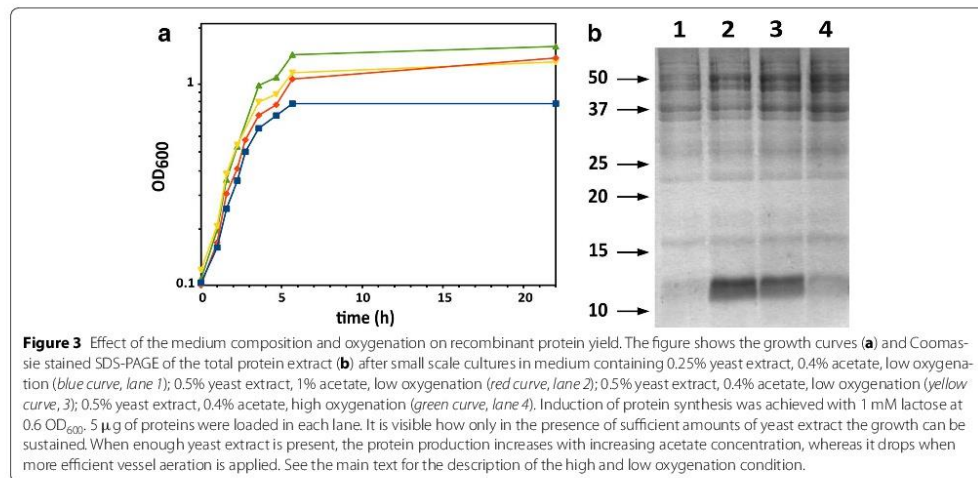 a
b
1 2 3 4
1
0.1
OD600
0 5 10 15 20
time (h)
50
37
25
20
15
10
Figure 3 Effect of the medium composition and oxygenation on recombinant protein yield. The figure shows the growth curves (a) and Coomas-
sie stained SDS-PAGE of the total protein extract (b) after small scale cultures in medium containing 0.25% yeast extract, 0.4% acetate, low oxygena-
tion (blue curve, lane 1); 0.5% yeast extract, 1% acetate, low oxygenation (red curve, lane 2); 0.5% yeast extract, 0.4% acetate, low oxygenation (yellow
curve, 3); 0.5% yeast extract, 0.4% acetate, high oxygenation (green curve, lane 4). Induction of protein synthesis was achieved with 1 mM lactose at
0.6 OD600. 5 μg of proteins were loaded in each lane. It is visible how only in the presence of sufficient amounts of yeast extract the growth can be
sustained. When enough yeast extract is present, the protein production increases with increasing acetate concentration, whereas it drops when
more efficient vessel aeration is applied. See the main text for the description of the high and low oxygenation condition.